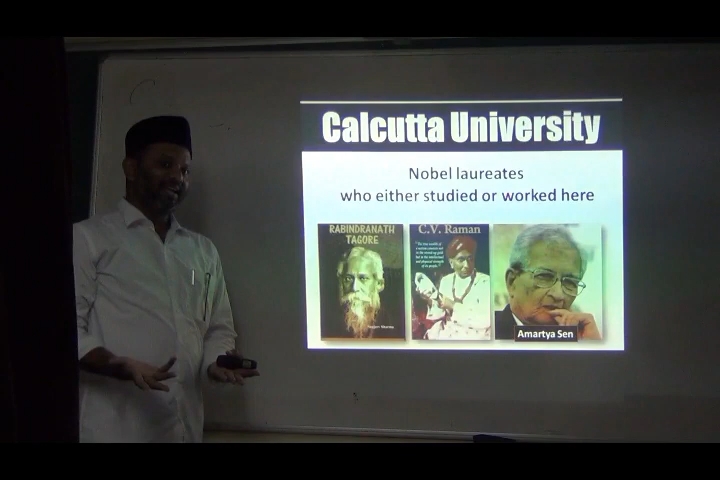 Calcutta University
Nobel laureates
who either studied or worked here
RABINDRANATH
TAGORE
C.V. Raman
Amartya Sen